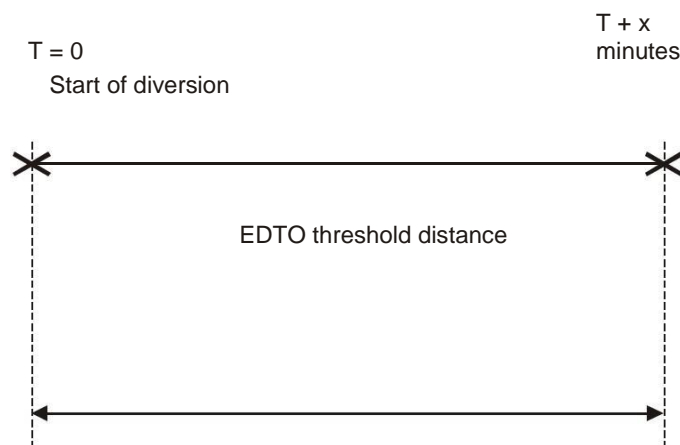 T = 0
Start of diversion
T + x
minutes
EDTO threshold distance